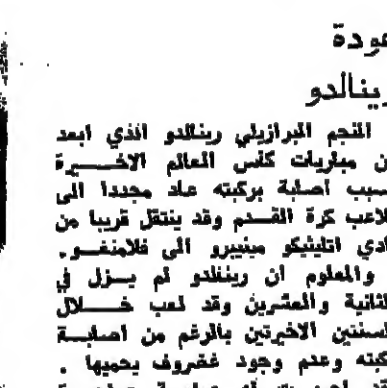 عودة
رينالدو
النجم البرازيلي رينالدو الذي ابعد
من مباريات كأس العالم الاخيرة
بسبب اصابة بركبته عاد مجددا الى
ملاعب كرة القدم وقد ينتقل قريبا من
نادي اتليتيكو مينييرو الى فلامنغو .
والمعلوم ان رينالدو لم يزل في
الثانية والعشرين وقد لعب خلال
السنتين الاخيرتين بالرغم من اصابة
ركبته وعدم وجود غضروف يحميها .